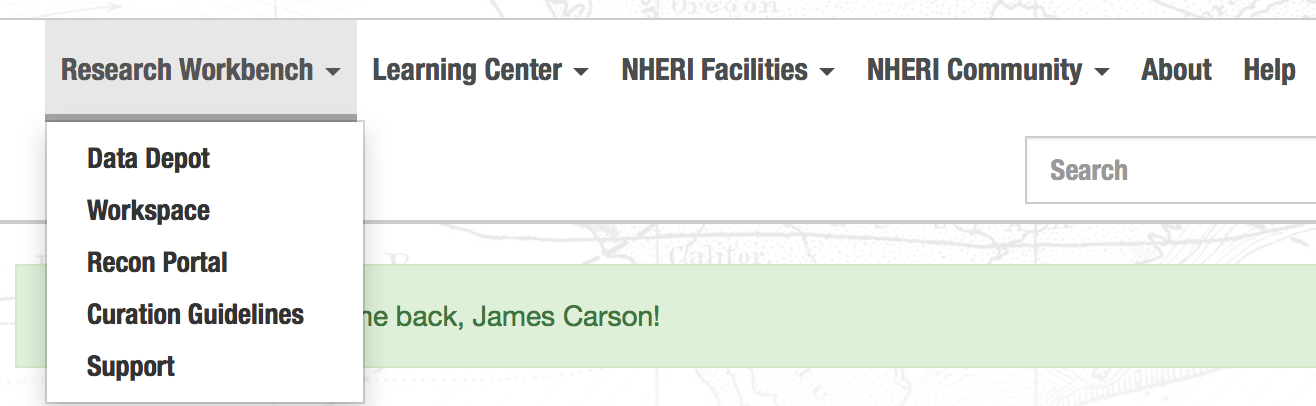 Oregon
Research Workbench Learning Center NHERI Facilities NHERI Community About Help
Data Depot
Workspace
Recon Portal
Curation Guidelines
Support
Search
Califor.
me back, James Carson!